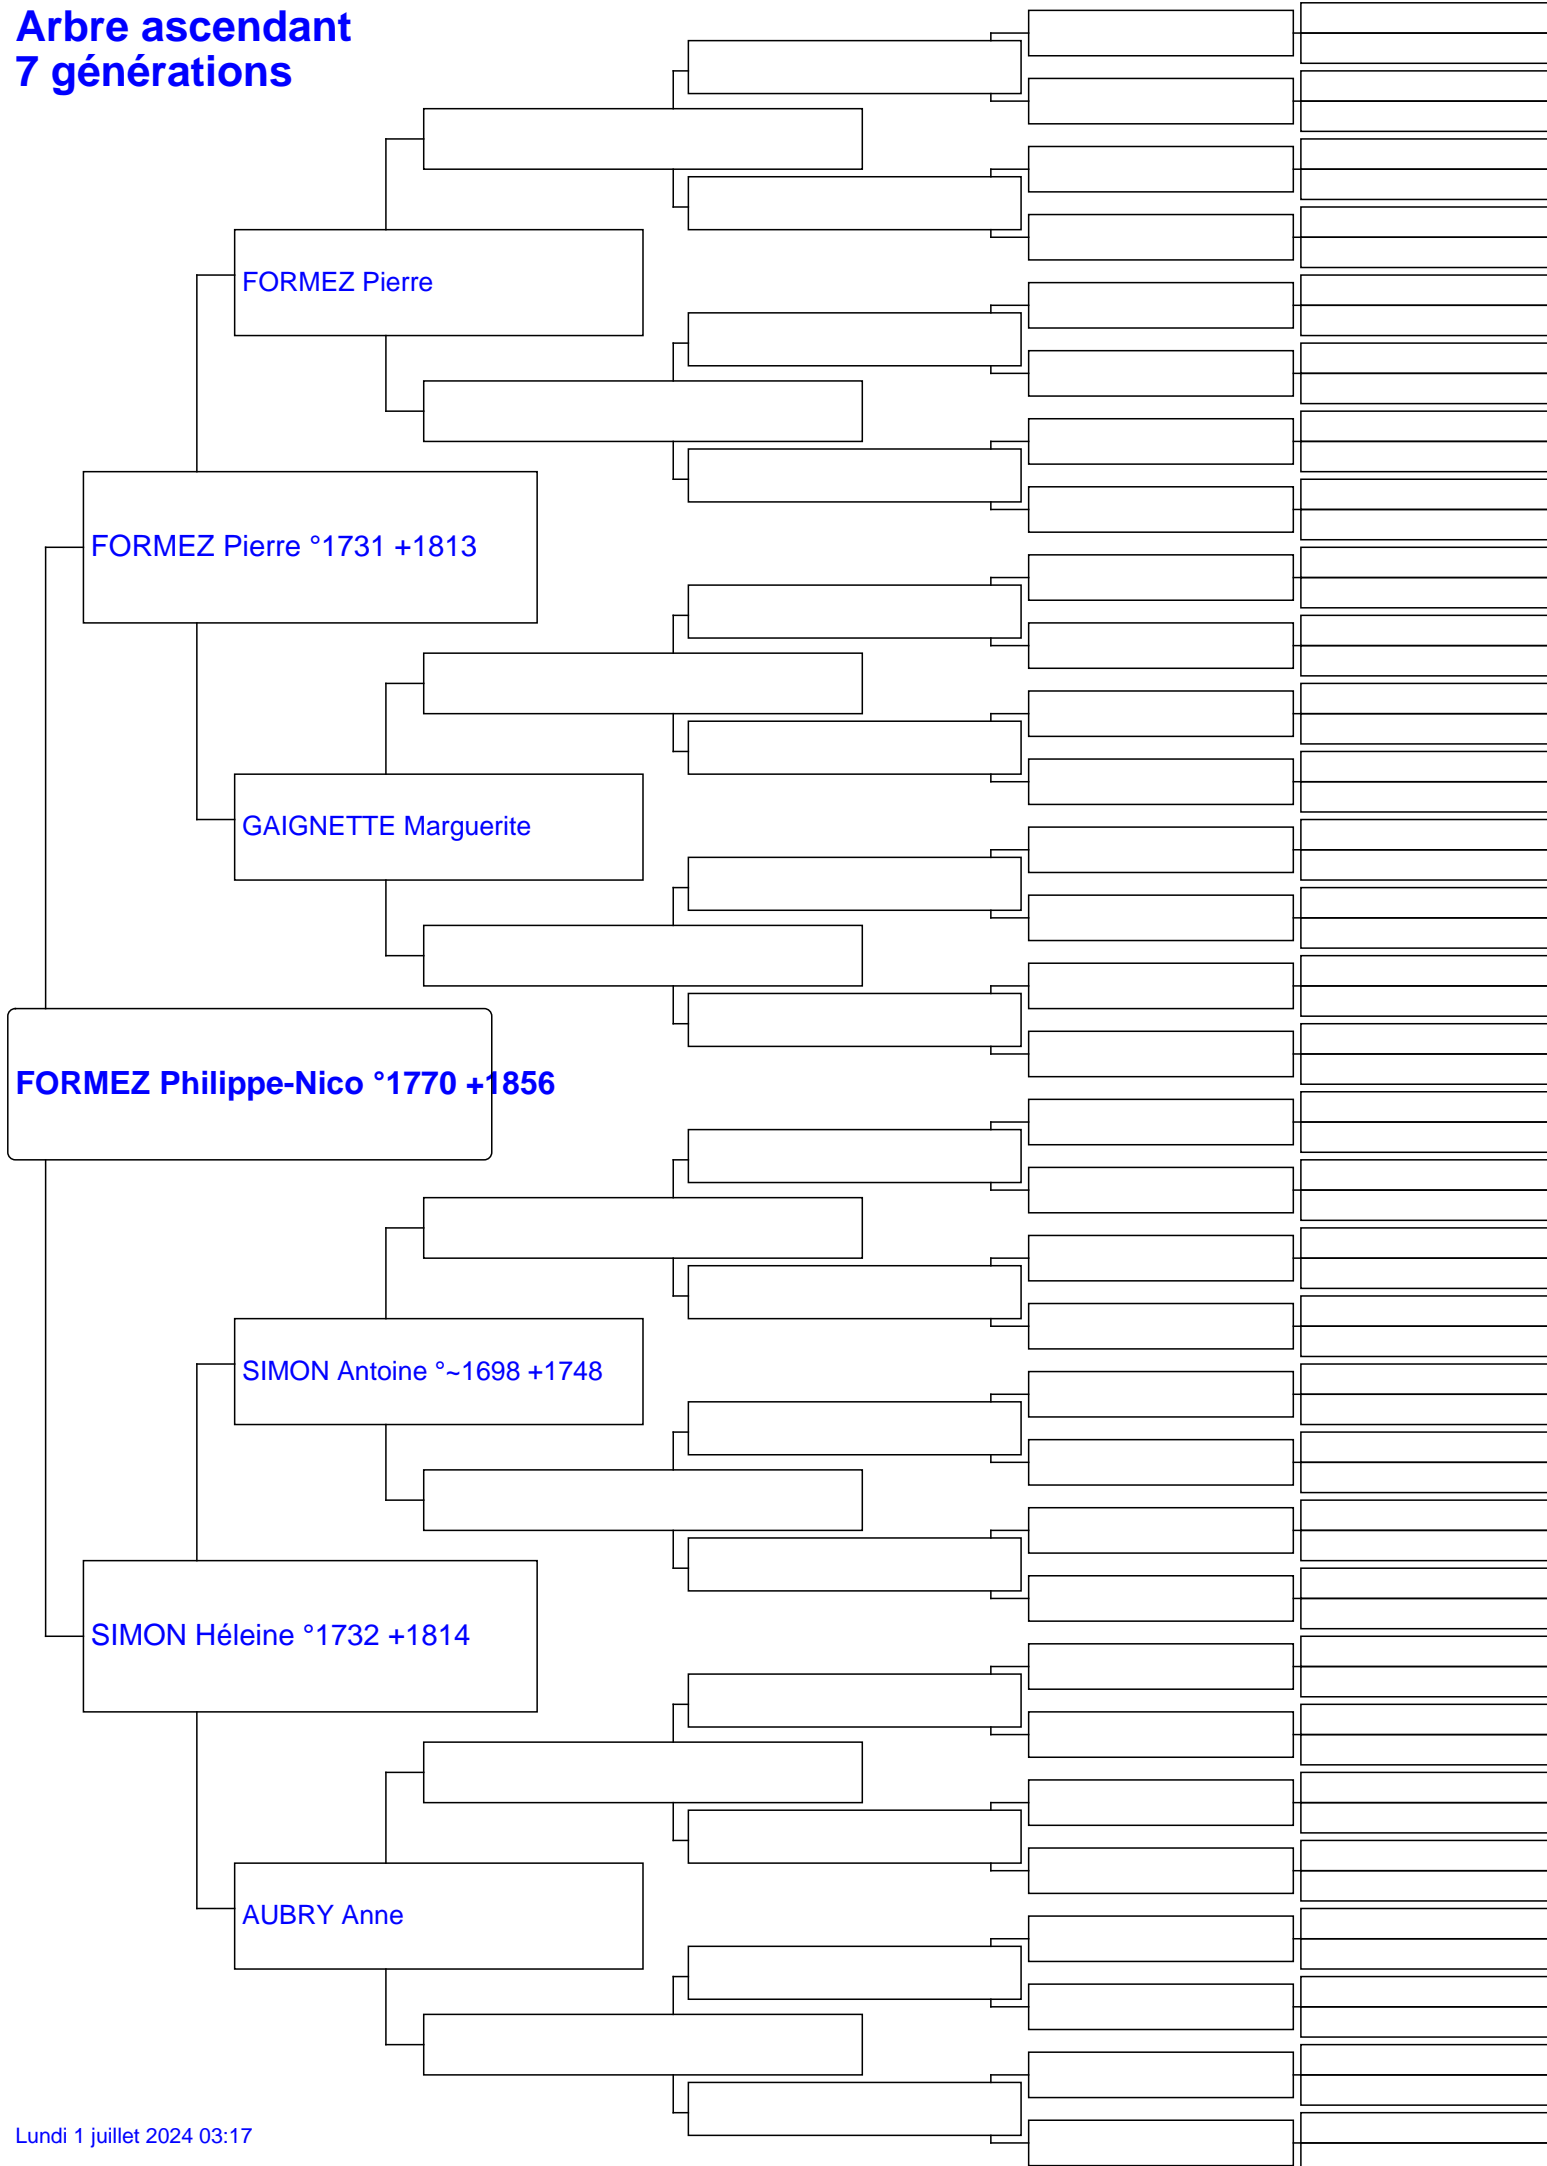 Arbre ascendant
7 générations
FORMEZ Pierre
FORMEZ Pierre °1731 +1813
GAIGNETTE Marguerite
FORMEZ Philippe-Nico °1770 +1856
SIMON Antoine °~1698 +1748
SIMON Héleine °1732 +1814
AUBRY Anne
Lundi 1 juillet 2024 03:17